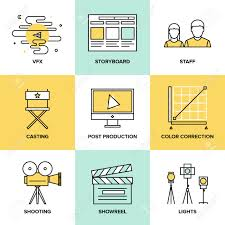 VFX
STORYBOARD
STAFF
CASTING
POST PRODUCTION
COLOR CORRECTION
SHOOTING
SHOWREEL
LIGHTS